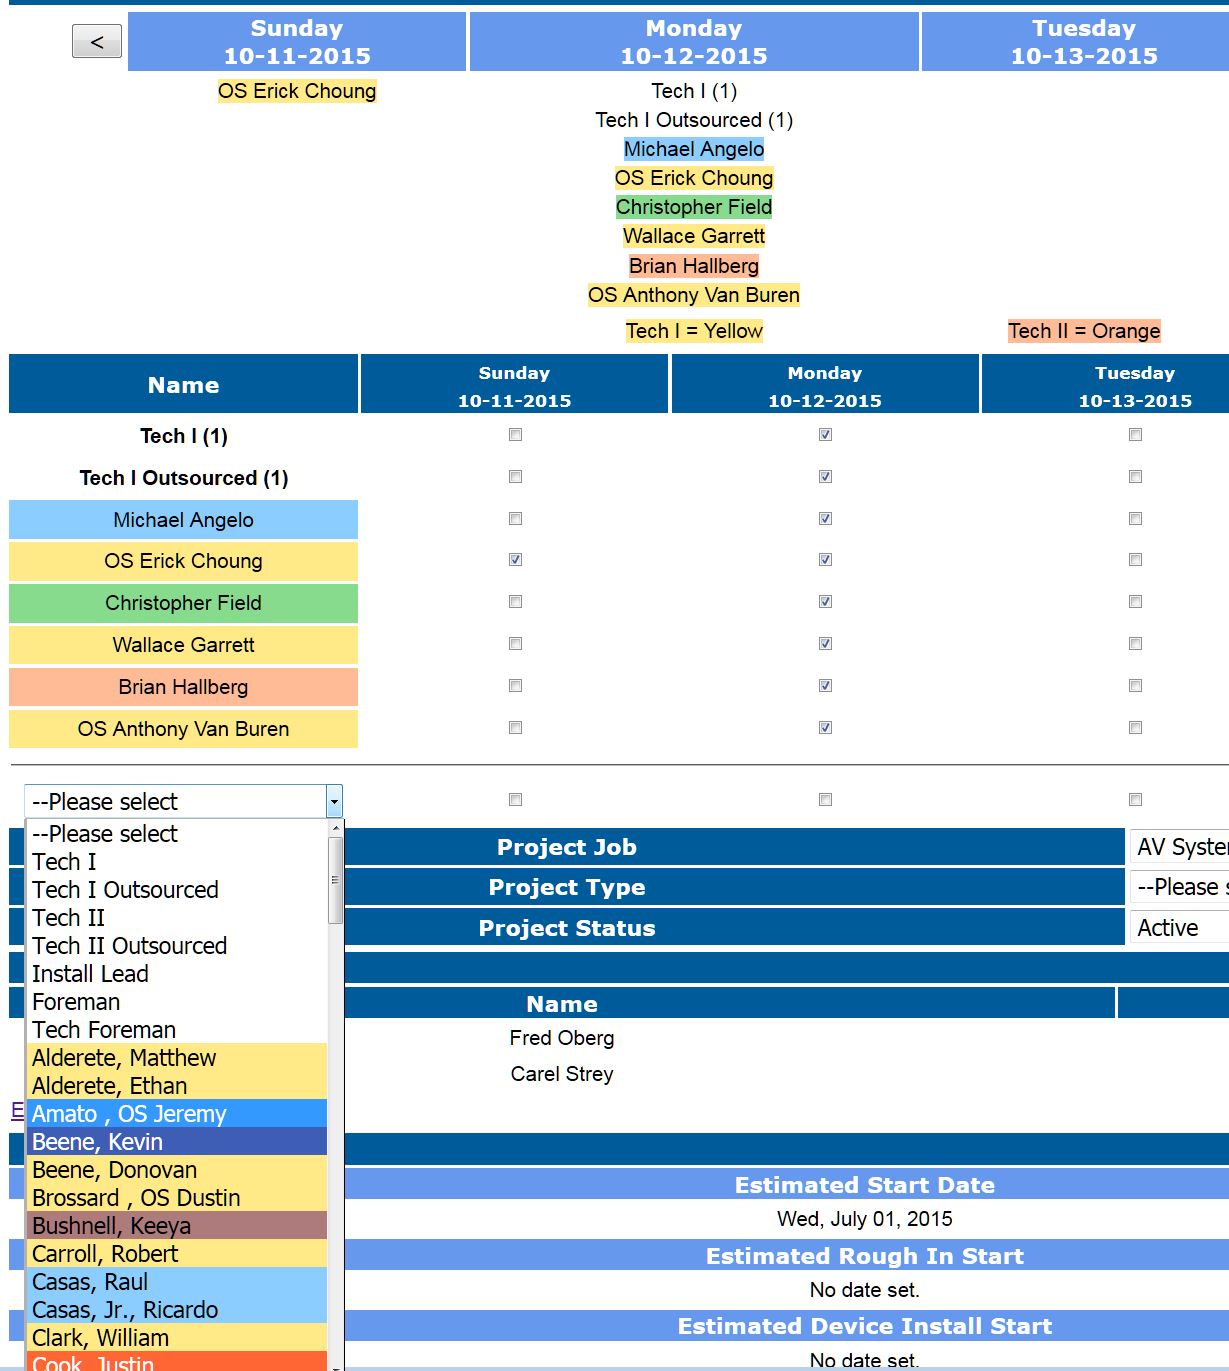 <
Sunday
10-11-2015
Monday
10-12-2015
Tuesday
10-13-2015
OS Erick Choung
Tech I (1)
Tech I Outsourced (1)
Michael Angelo
OS Erick Choung
Christopher Field
Wallace Garrett
Brian Hallberg
OS Anthony Van Buren
Tech I = Yellow
Tech II = Orange
Name
Sunday
10-11-2015
Monday
10-12-2015
Tuesday
10-13-2015
Tech I (1)
Tech I Outsourced (1)
Michael Angelo
OS Erick Choung
Christopher Field
Wallace Garrett
Brian Hallberg
OS Anthony Van Buren
--Please select
--Please select
Tech I
Tech I Outsourced
Tech II
Tech II Outsourced
Install Lead
Foreman
Tech Foreman
Alderete, Matthew
Alderete, Ethan
Amato , OS Jeremy
Beene, Kevin
Beene, Donovan
Brossard , OS Dustin
Bushnell, Keeya
Carroll, Robert
Casas, Raul
Casas, Jr., Ricardo
Clark, William
Cook, Justin
Project Job
AV System
Project Type
--Please s
Project Status
Active
Name
Fred Oberg
Carel Strey
E
Estimated Start Date
Wed, July 01, 2015
Estimated Rough In Start
No date set.
Estimated Device Install Start
No date set.